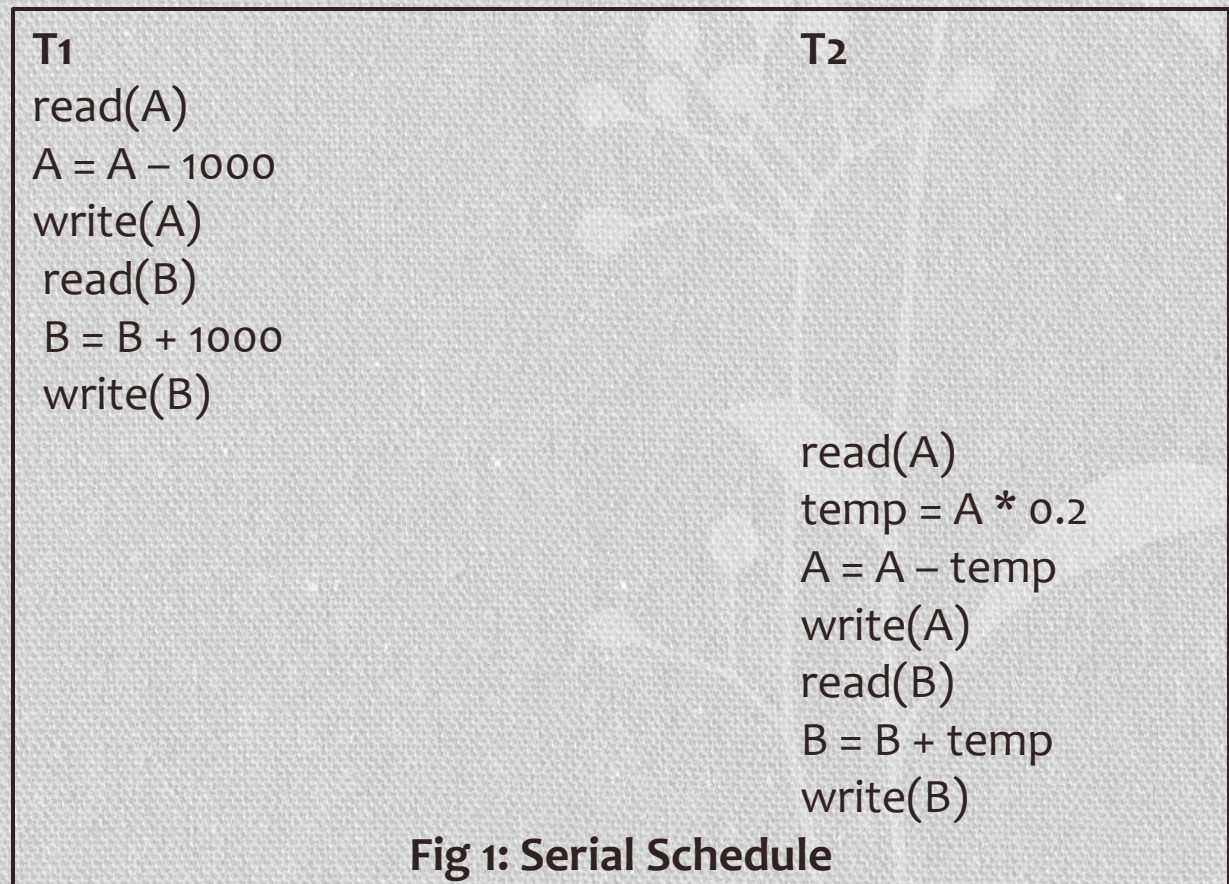 T1 T2
read(A)
A = A – 1000
write(A)
read(B)
B = B + 1000
write(B)
read(A)
temp = A * 0.2
A = A – temp
write(A)
read(B)
B = B + temp
write(B)
Fig 1: Serial Schedule